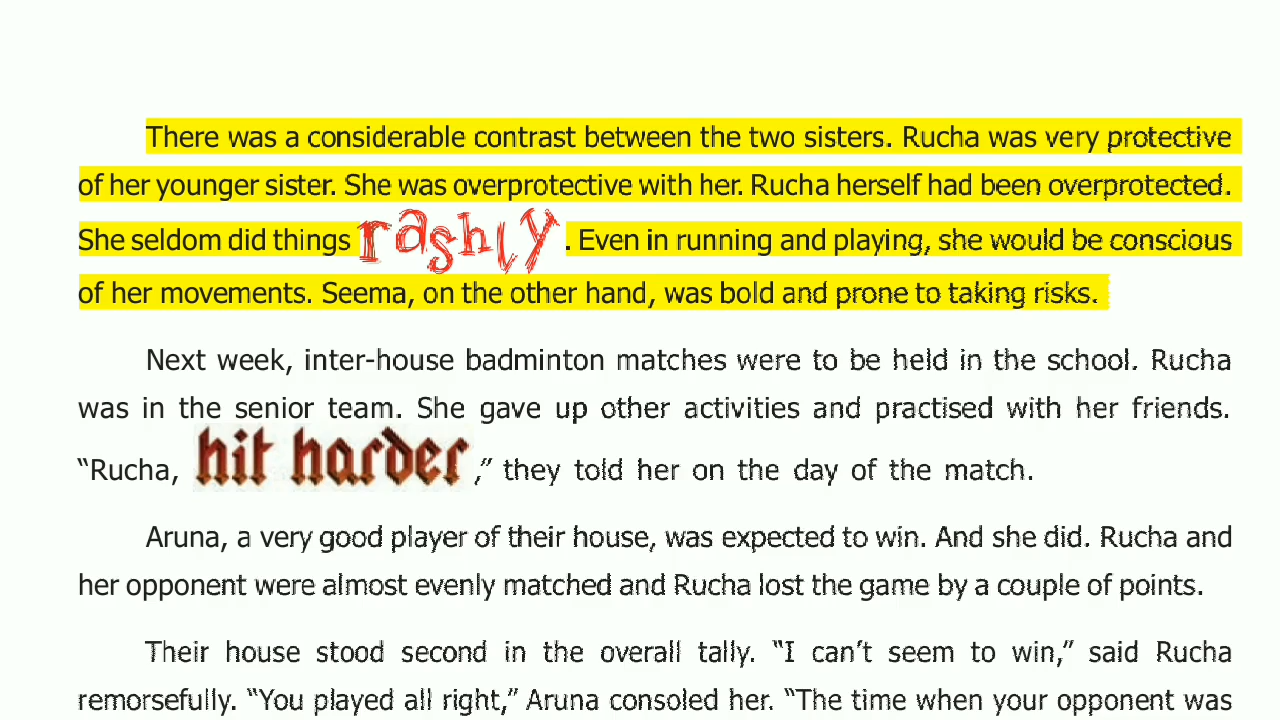 There was a considerable contrast between the two sisters. Rucha was very protective
of her younger sister. She was overprotective with her. Rucha herself had been overprotected.
She seldom did things rashly. Even in running and playing, she would be conscious
of her movements. Seema, on the other hand, was bold and prone to taking risks.
Next week, inter-house badminton matches were to be held in the school. Rucha
was in the senior team. She gave up other activities and practised with her friends.
“Rucha, hit harder,” they told her on the day of the match.
Aruna, a very good player of their house, was expected to win. And she did. Rucha and
her opponent were almost evenly matched and Rucha lost the game by a couple of points.
Their house stood second in the overall tally. “I can’t seem to win,” said Rucha
remorsefully. “You played all right,” Aruna consoled her. “The time when your opponent was